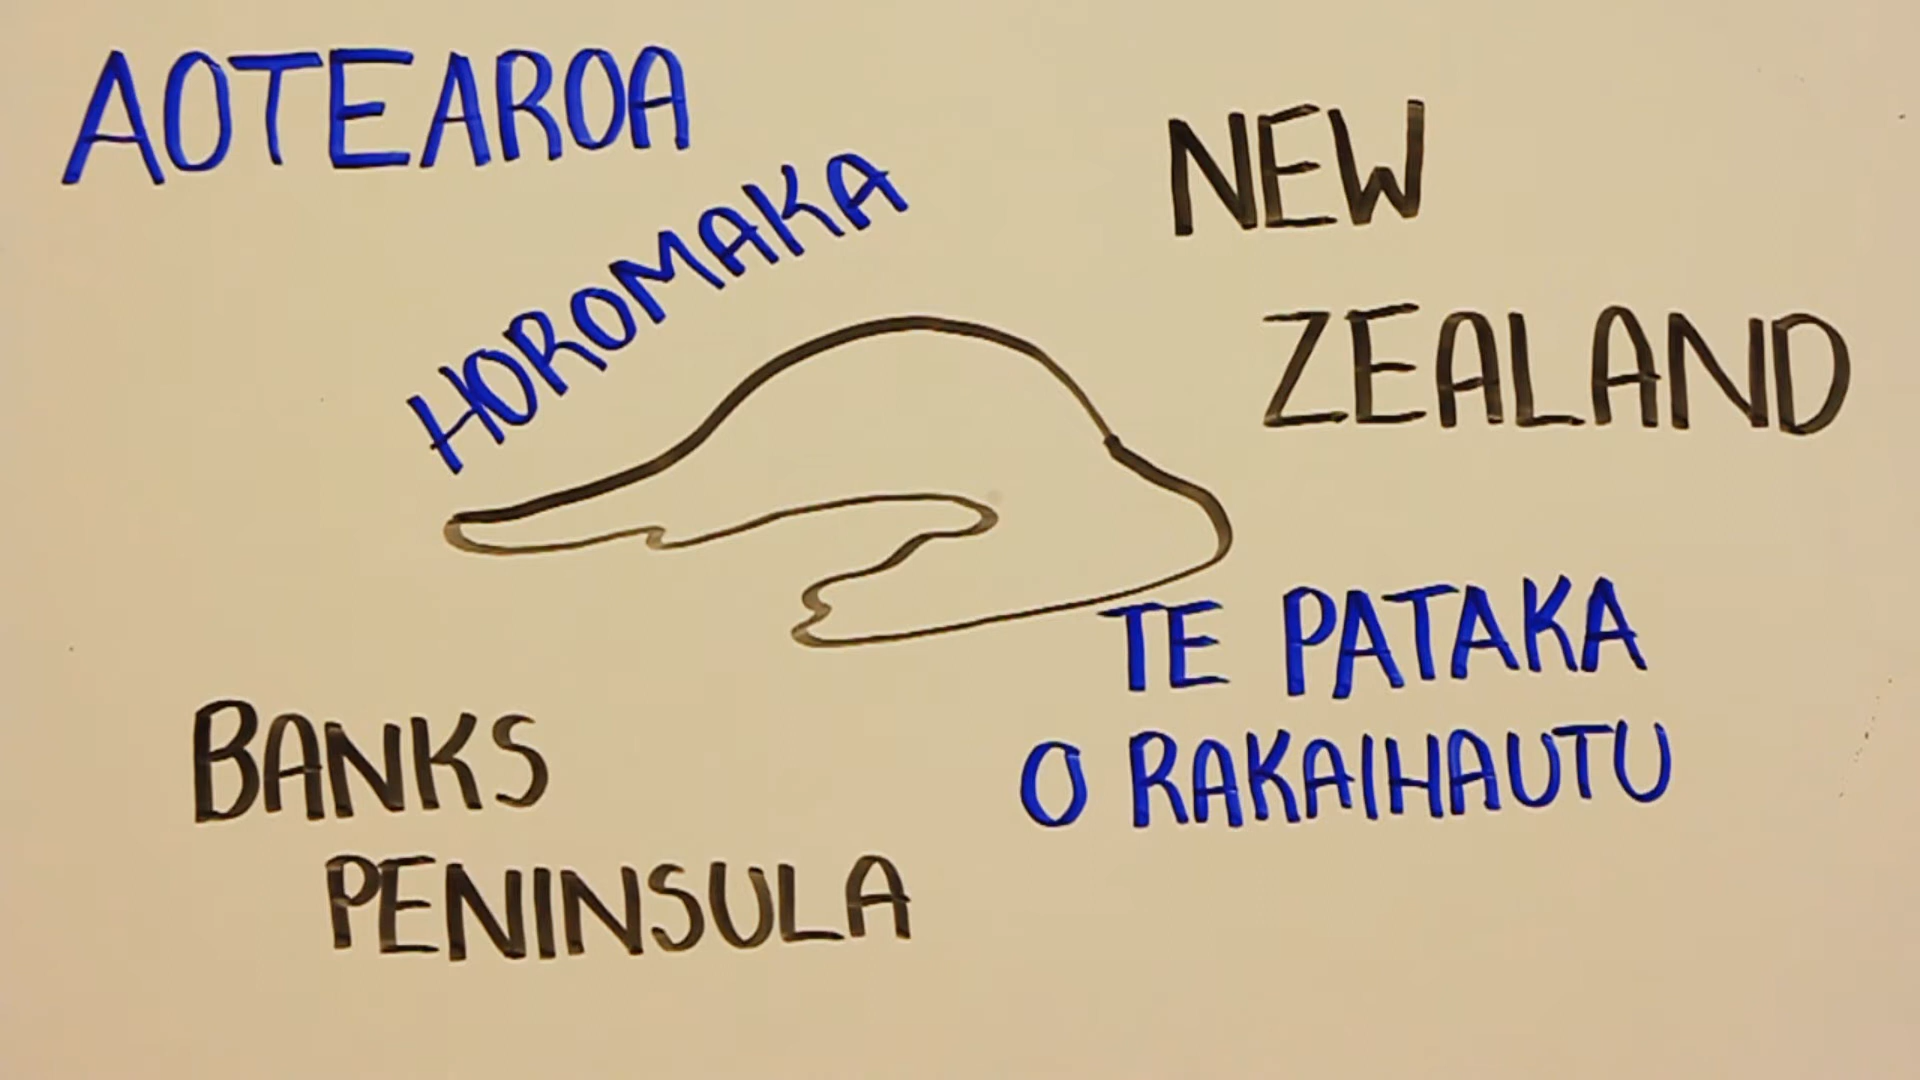 AOTEAROA
HOROMAKA
NEW
ZEALAND
TE PATAKA
O RAKAIHAUTU
BANKS
PENINSULA